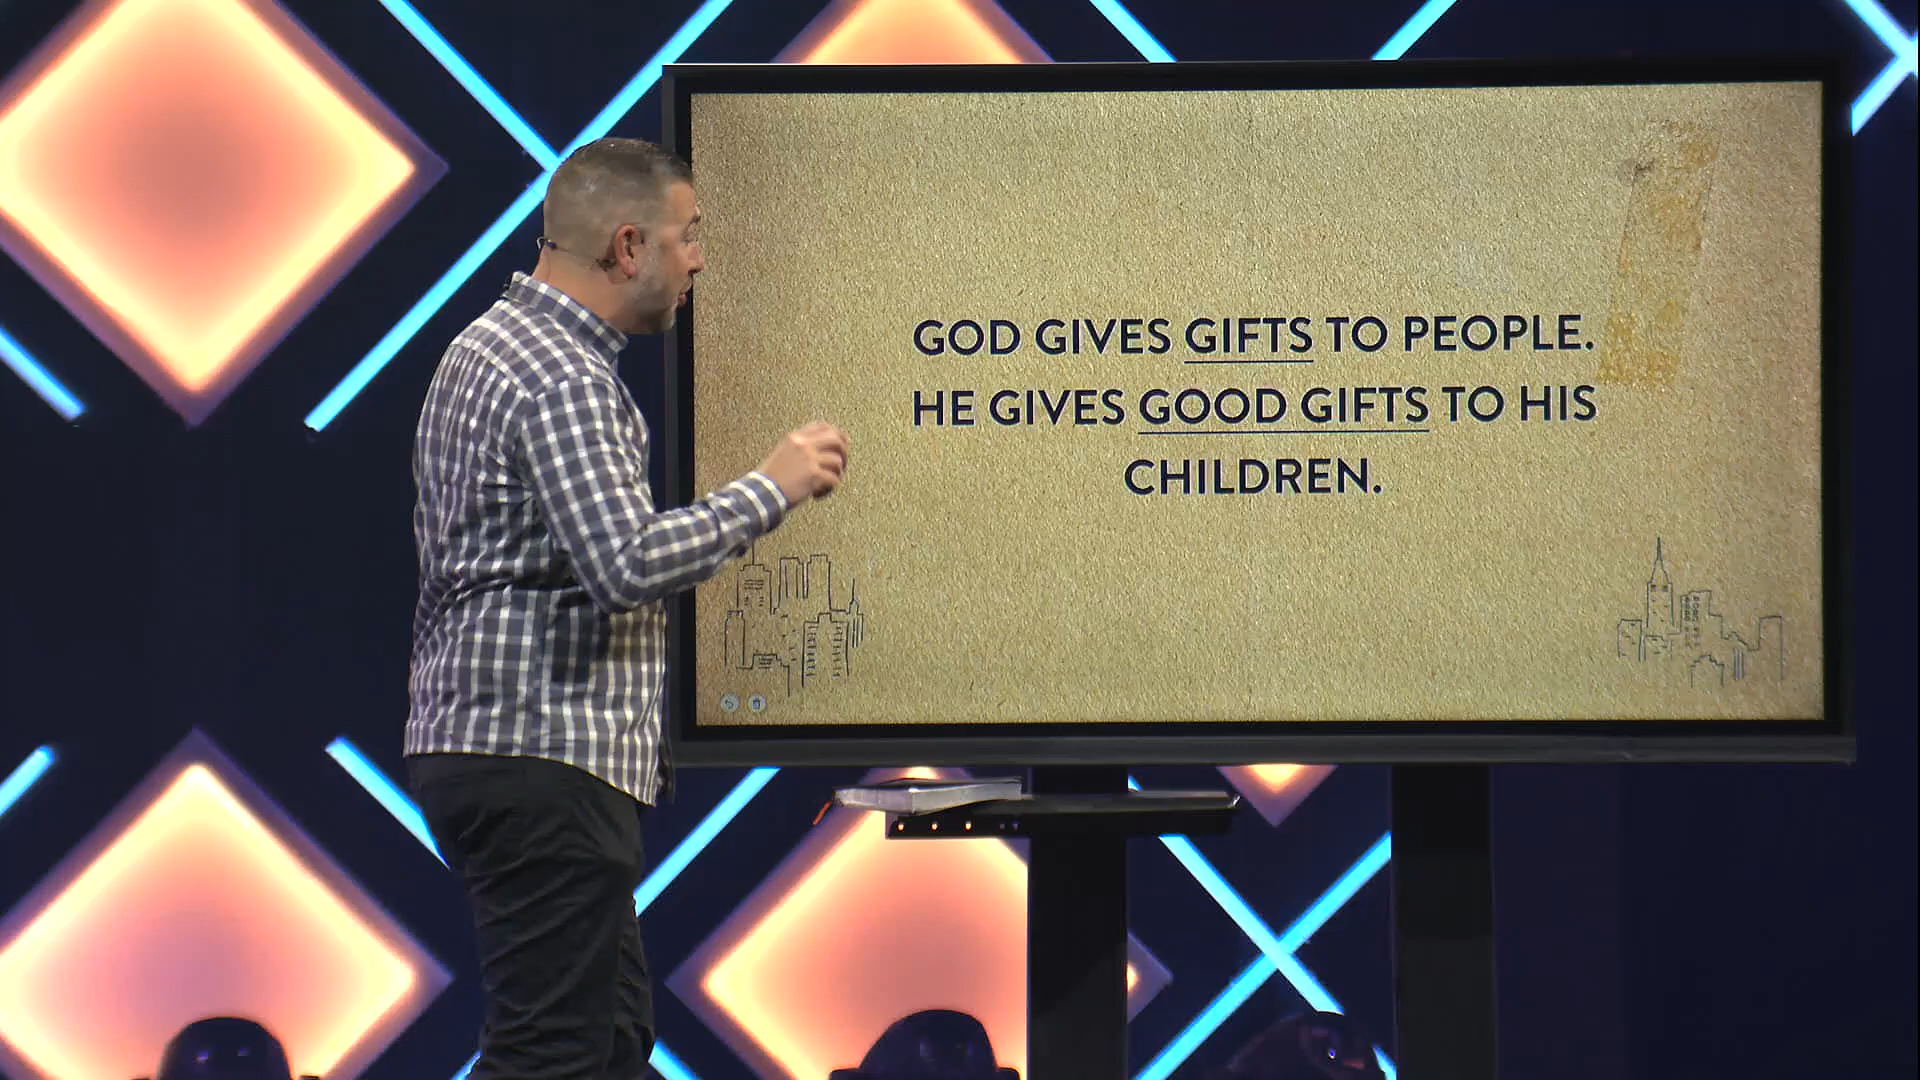 GOD GIVES GIFTS TO PEOPLE.
HE GIVES GOOD GIFTS TO HIS
CHILDREN.